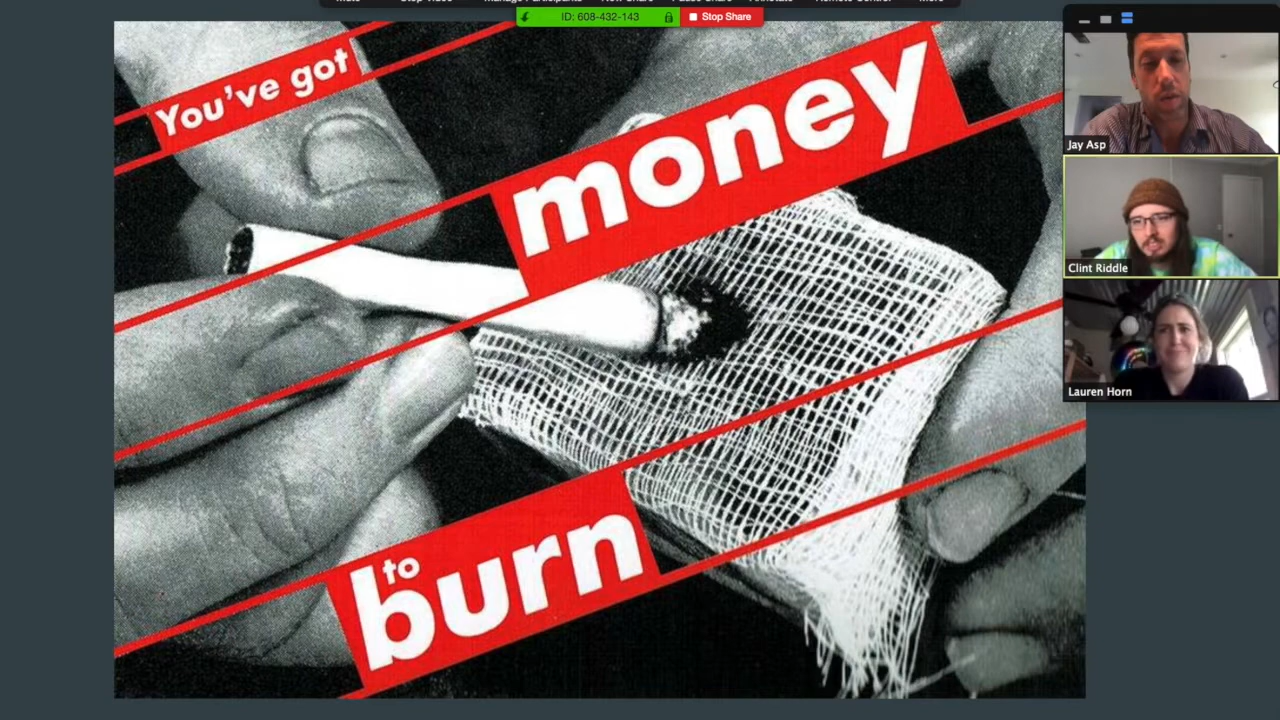 ID: 608-432-143
Stop Share
You've got
money
to
burn
Jay Asp
Clint Riddle
Lauren Horn